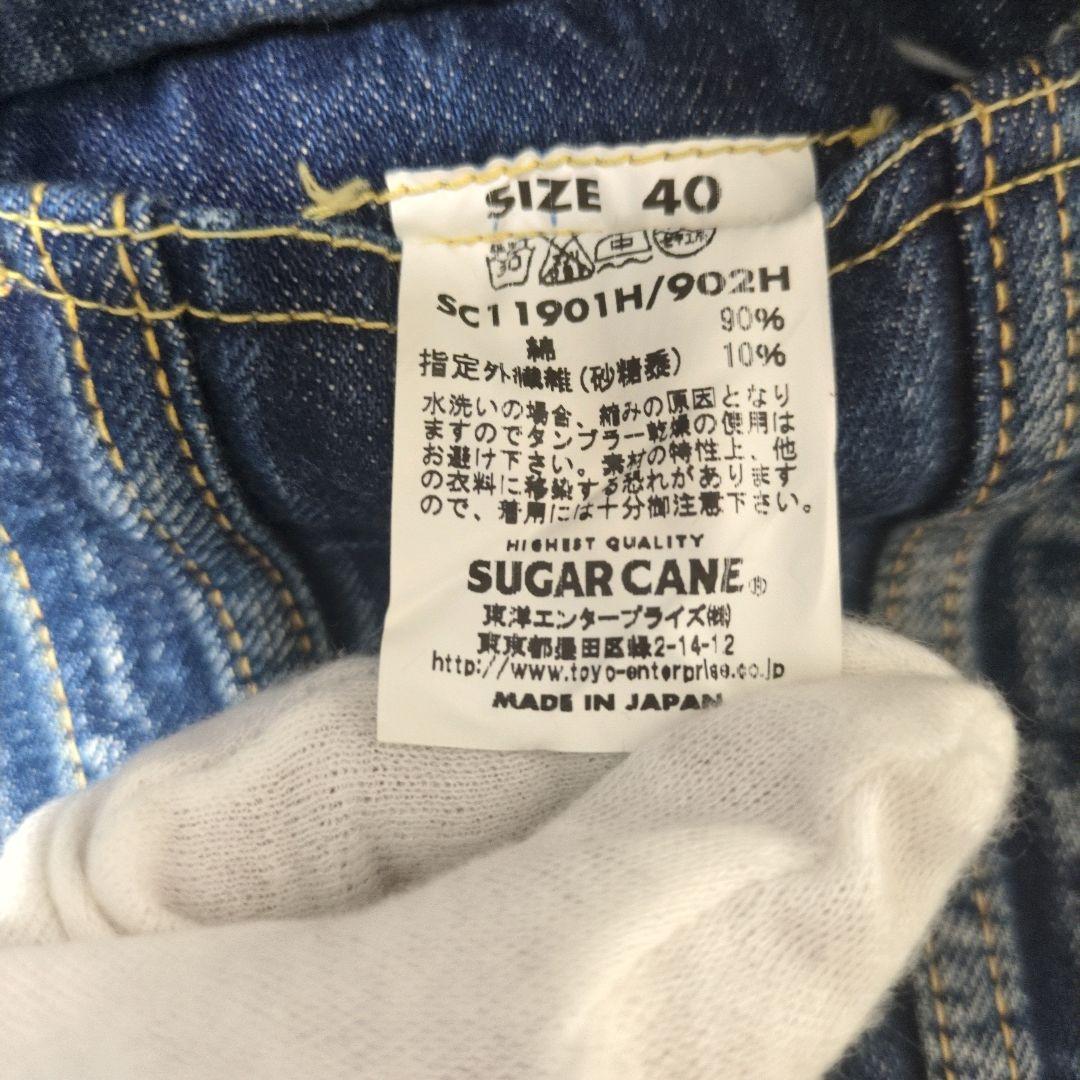 SIZE 40
30 中
SC11901H/902H
綿 90%
指定外繊維(砂糖黍) 10%
水洗いの場合、縮みの原因となり
ますのでタンブラー乾燥の使用は
お避け下さい。素材の特性上、他
の衣料に移染する恐れがあります
ので、着用には十分御注意下さい。
HIGHEST QUALITY
SUGAR CANE®
東洋エンタープライズ㈱
東京都墨田区緑2-14-12
http://www.toyo-enterprise.co.jp
MADE IN JAPAN